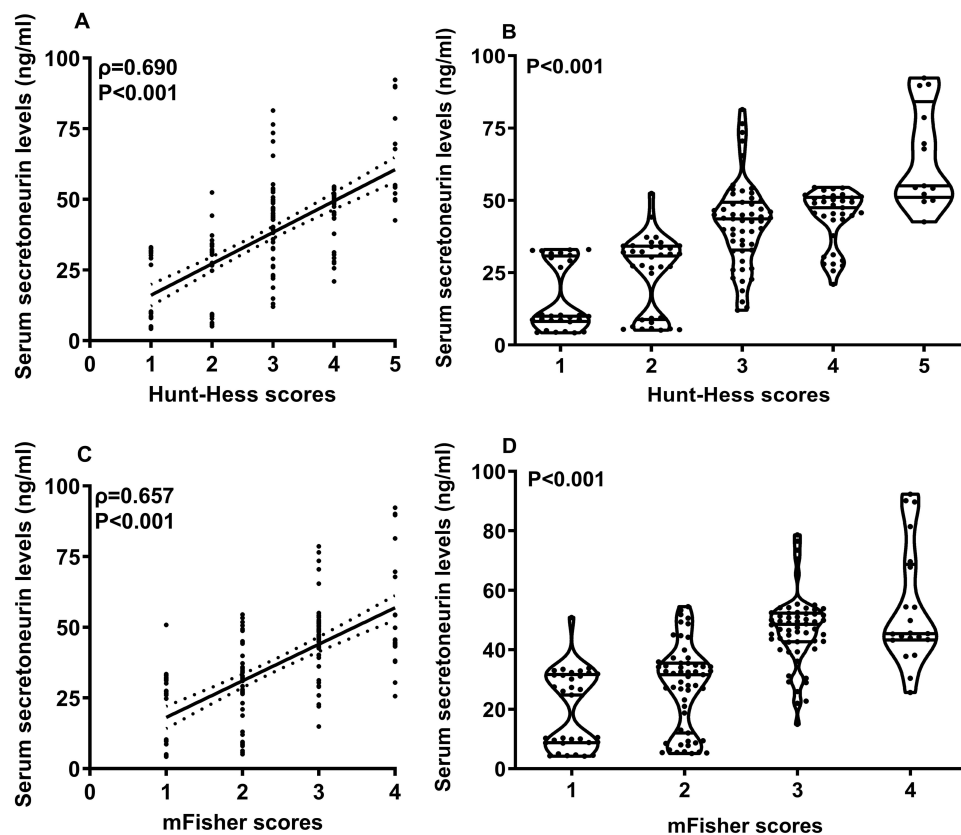 A
ρ=0.690
P<0.001
Serum secretoneurin levels (ng/ml)
100
75
50
25
0
0 1 2 3 4 5
Hunt-Hess scores
B
P<0.001
Serum secretoneurin levels (ng/ml)
100
75
50
25
0
1 2 3 4 5
Hunt-Hess scores
C
ρ=0.657
P<0.001
Serum secretoneurin levels (ng/ml)
100
75
50
25
0
0 1 2 3 4
mFisher scores
D
P<0.001
Serum secretoneurin levels (ng/ml)
100
80
60
40
20
0
1 2 3 4
mFisher scores